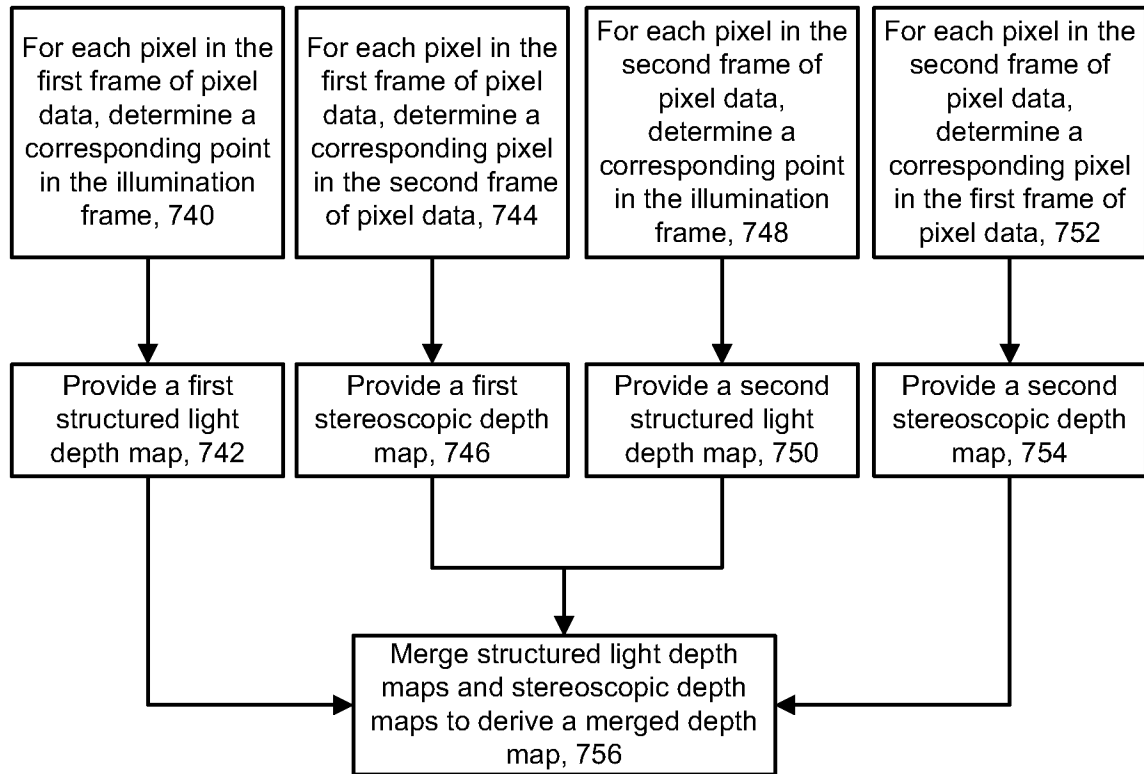 For each pixel in
the first frame of
pixel data,
determine a
corresponding point
in the illumination
frame, 740
For each pixel in the
first frame of pixel
data, determine a
corresponding pixel
in the second frame
of pixel data, 744
For each pixel in the
second frame of
pixel data,
determine a
corresponding point
in the illumination
frame, 748
For each pixel in the
second frame of
pixel data,
determine a
corresponding pixel
in the first frame of
pixel data, 752
Provide a first
structured light
depth map, 742
Provide a first
stereoscopic depth
map, 746
Provide a second
structured light
depth map, 750
Provide a second
stereoscopic depth
map, 754
Merge structured light depth
maps and stereoscopic depth
maps to derive a merged depth
map, 756